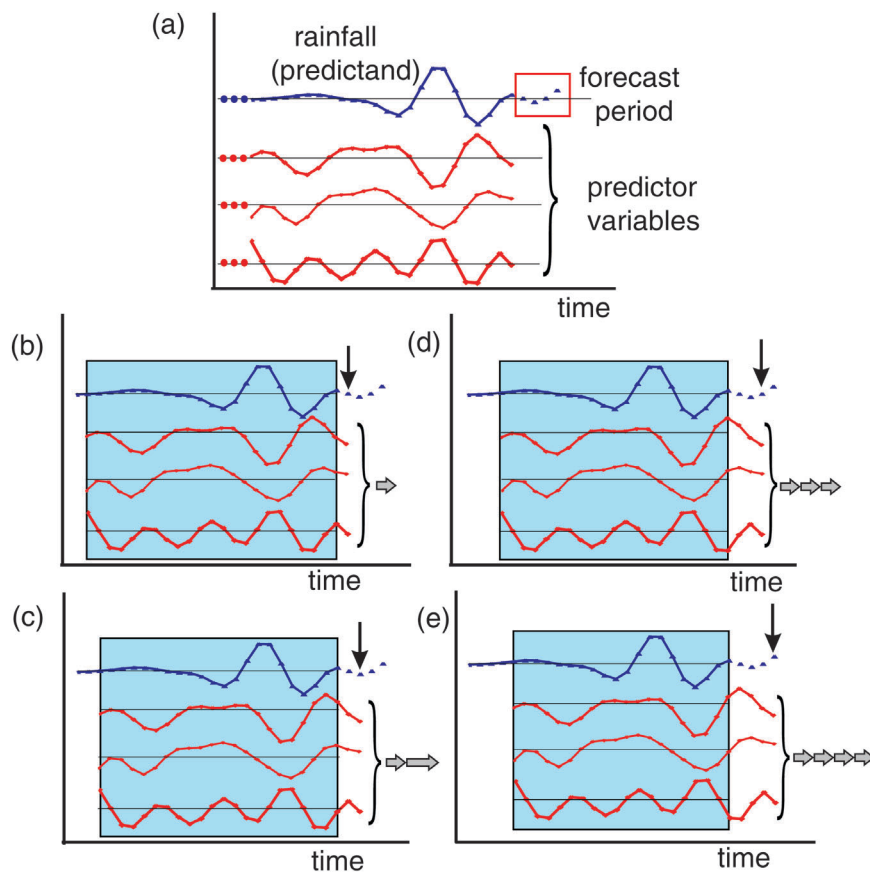 (a)
rainfall
(predictand)
forecast
period
predictor
variables
time
(b)
time
(d)
time
(c)
time
(e)
time